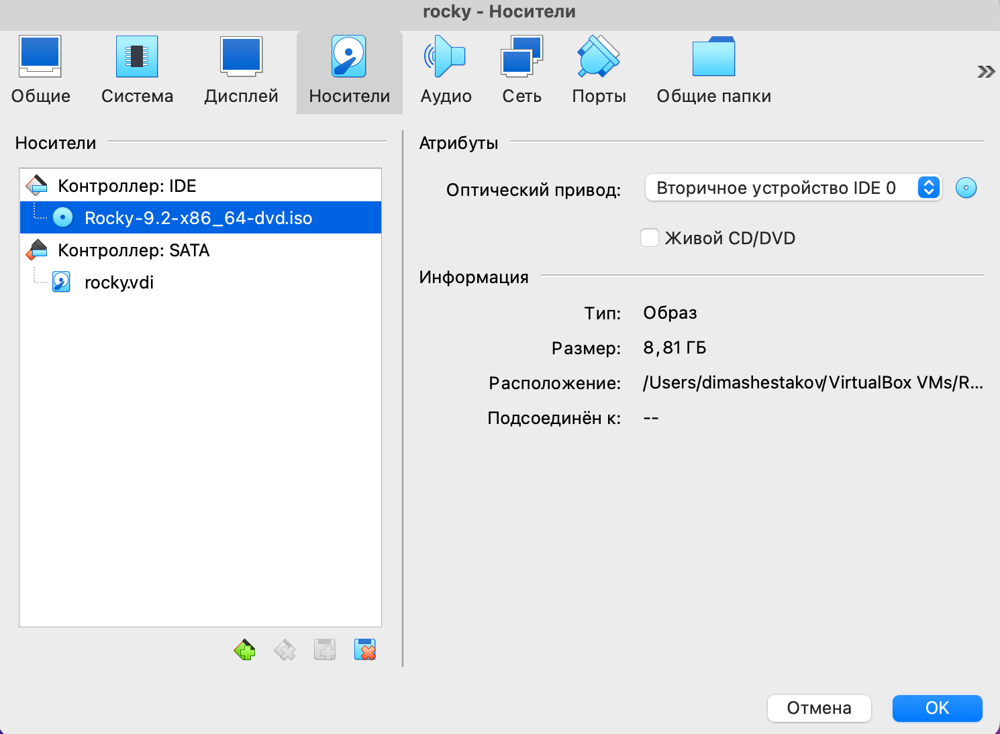 rocky - Носители
Общие Система Дисплей Носители Аудио Сеть Порты Общие папки
Носители
Контроллер: IDE
Rocky-9.2-x86_64-dvd.iso
Контроллер: SATA
rocky.vdi
Атрибуты
Оптический привод: Вторичное устройство IDE 0
Живой CD/DVD
Информация
Тип: Образ
Размер: 8,81 ГБ
Расположение: /Users/dimashestakov/VirtualBox VMs/R...
Подсоединён к: --
Отмена OK